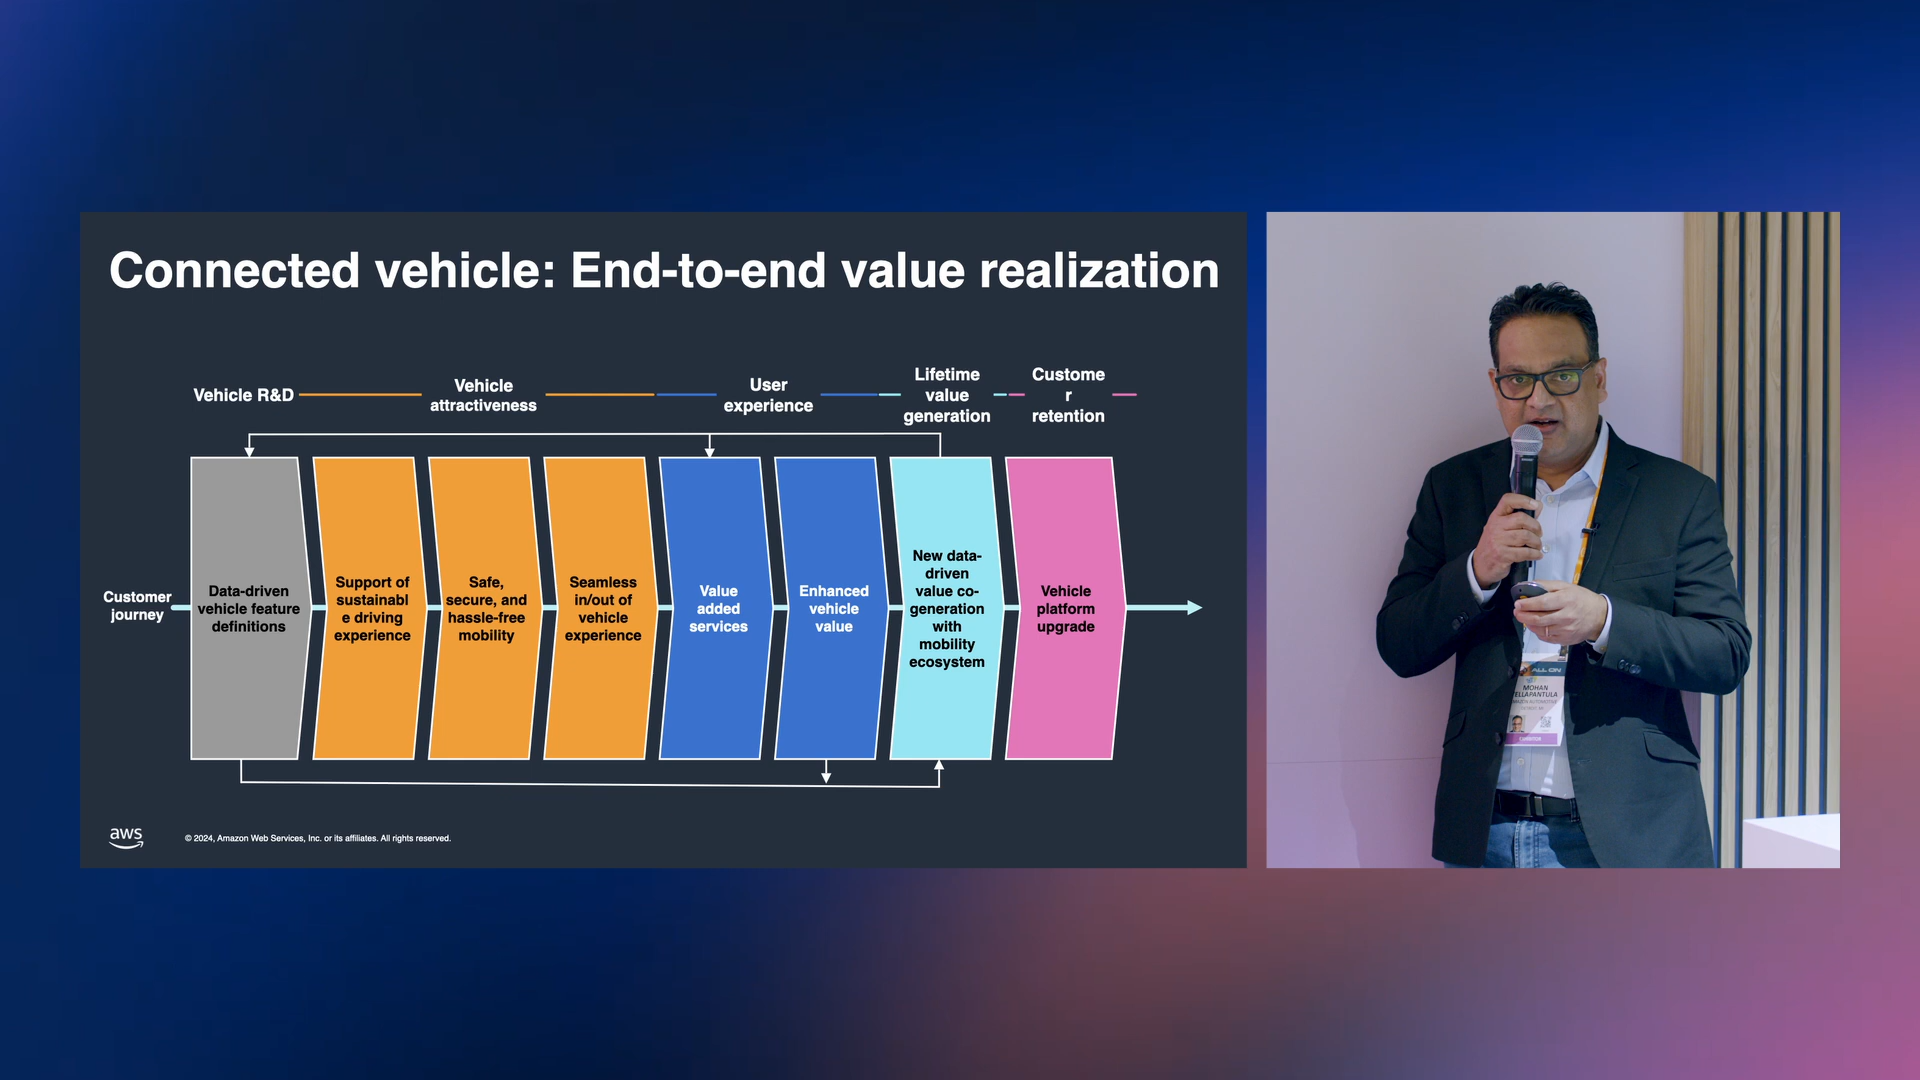 Connected vehicle: End-to-end value realization
Vehicle R&D
Vehicle
attractiveness
User
experience
Lifetime
value
generation
Custome
r
retention
Customer
journey
Data-driven
vehicle feature
definitions
Support of
sustainabl
e driving
experience
Safe,
secure, and
hassle-free
mobility
Seamless
in/out of
vehicle
experience
Value
added
services
Enhanced
vehicle
value
New data-
driven
value co-
generation
with
mobility
ecosystem
Vehicle
platform
upgrade
aws
© 2024, Amazon Web Services, Inc. or its affiliates. All rights reserved.
ALL ON
MOHAN